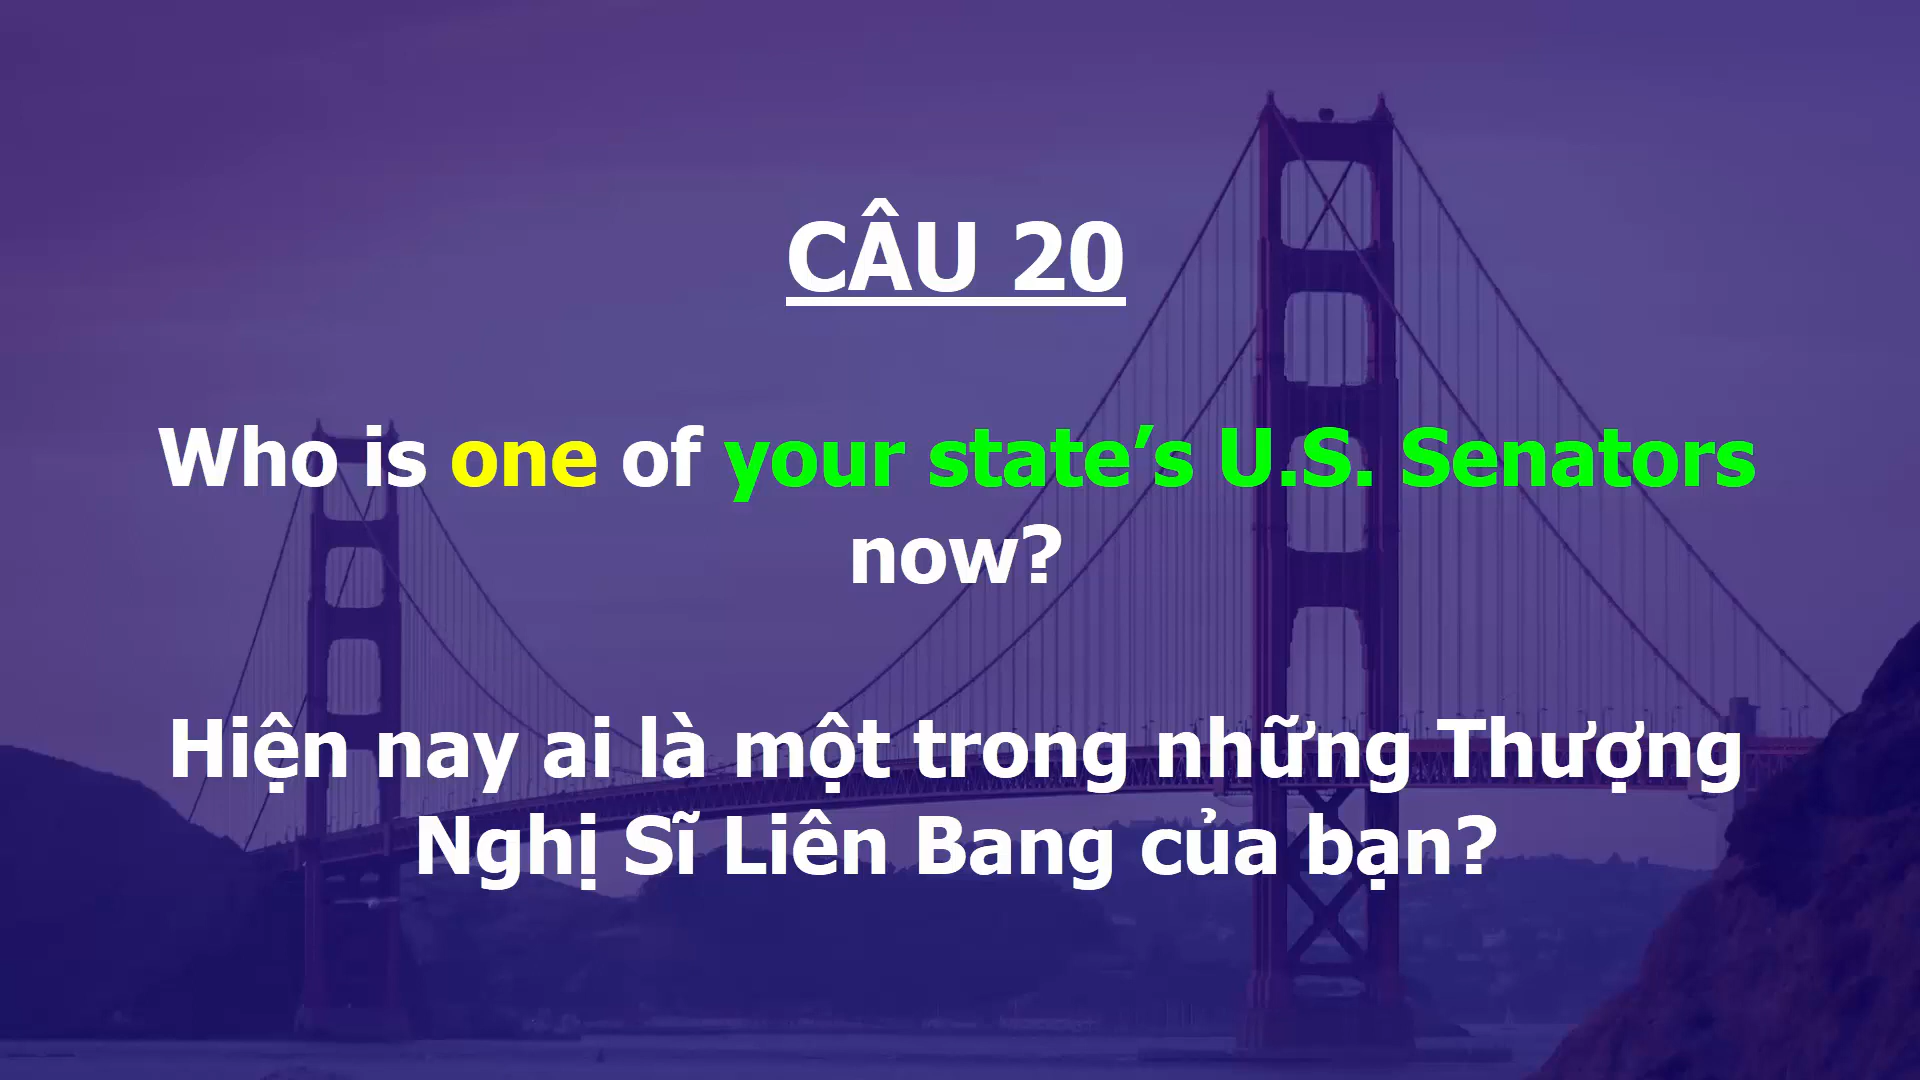 CÂU 20
Who is one of your state’s U.S. Senators
now?
Hiện nay ai là một trong những Thượng
Nghị Sĩ Liên Bang của bạn?